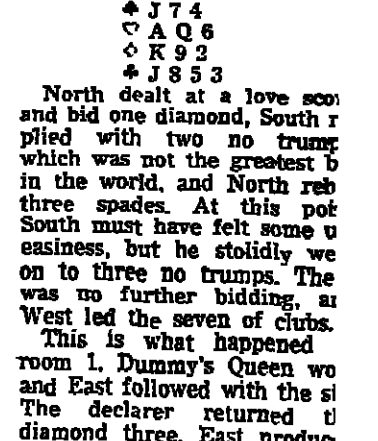 ♠ J 7 4
♡ A Q 6
♢ K 9 2
♣ J 8 5 3
North dealt at a love sco
and bid one diamond, South r
plied with two no trump
which was not the greatest b
in the world, and North reb
three spades. At this poi
South must have felt some u
easiness, but he stolidly we
on to three no trumps. The
was no further bidding, a
West led the seven of clubs.
This is what happened
room 1. Dummy's Queen wo
and East followed with the si
The declarer returned t
diamond three. East produc